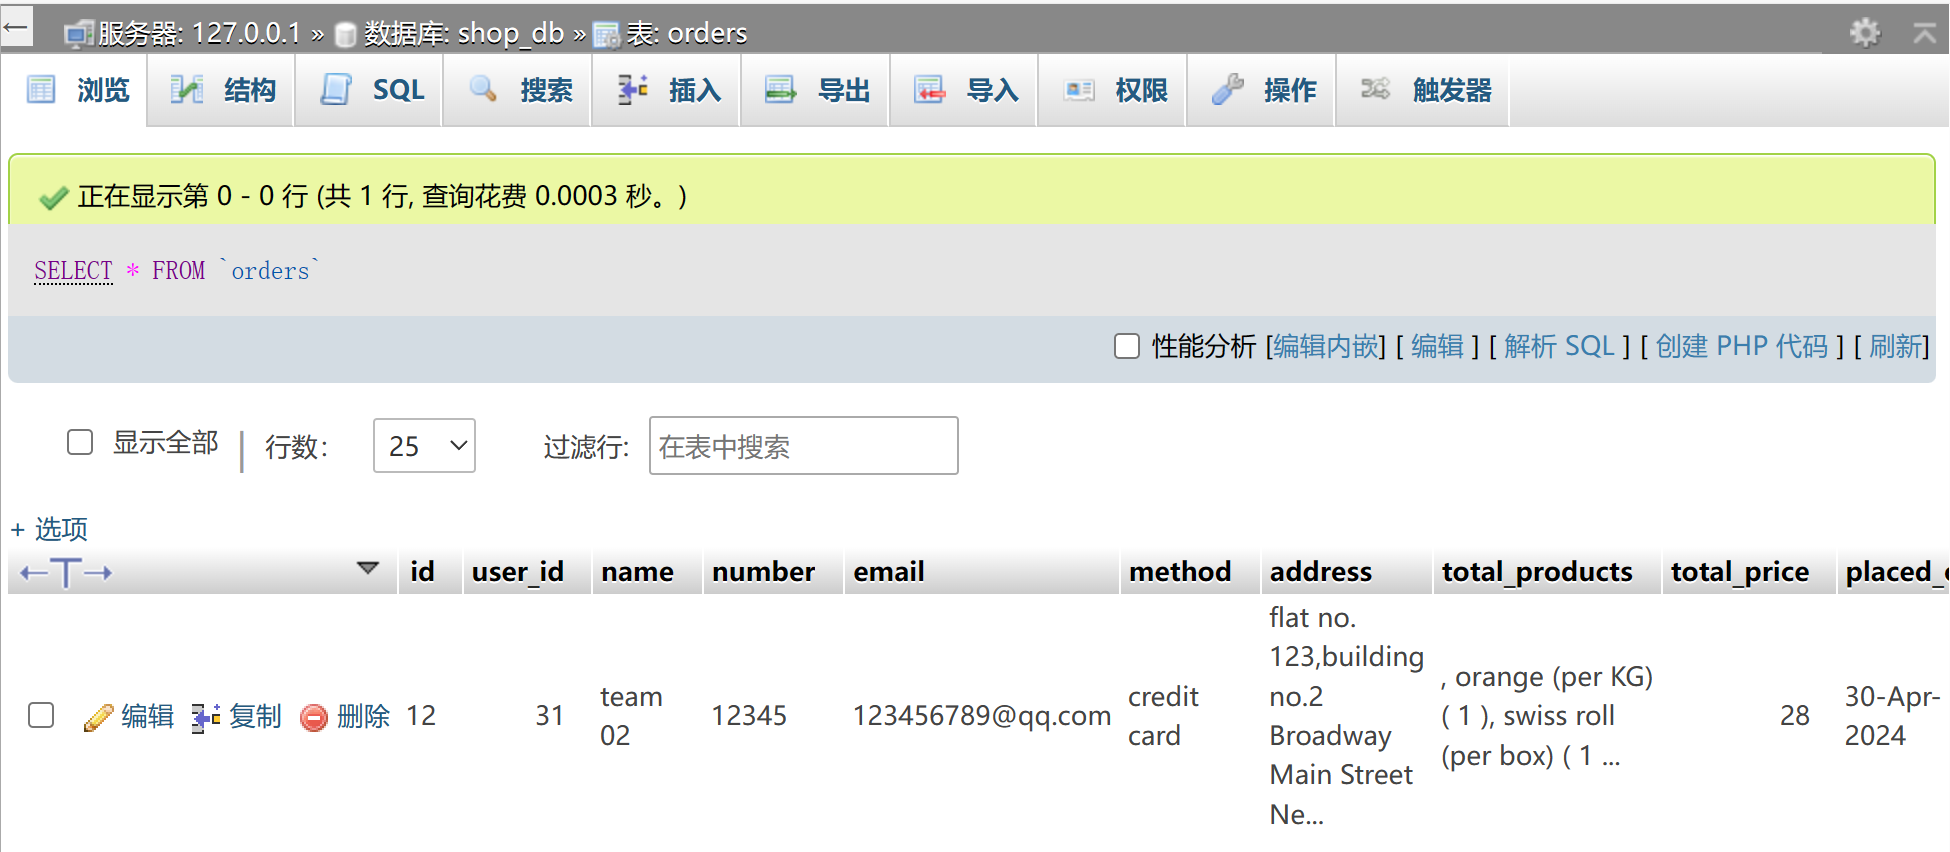 服务器: 127.0.0.1 » 数据库: shop_db » 表: orders
浏览 结构 SQL 搜索 插入 导出 导入 权限 操作 触发器
正在显示第 0 - 0 行 (共 1 行, 查询花费 0.0003 秒。)
SELECT * FROM `orders`
性能分析 [编辑内嵌] [ 编辑 ] [ 解析 SQL ] [ 创建 PHP 代码 ] [ 刷新]
显示全部 | 行数: 25 过滤行: 在表中搜索
+ 选项
←T→ id user_id name number email method address total_products total_price placed_
编辑 复制 删除 12 31 team 02 12345 123456789@qq.com credit card
flat no.
123,building
no.2
Broadway
Main Street
Ne...
, orange (per KG)
( 1 ), swiss roll
(per box) ( 1 ...
28
30-Apr-
2024